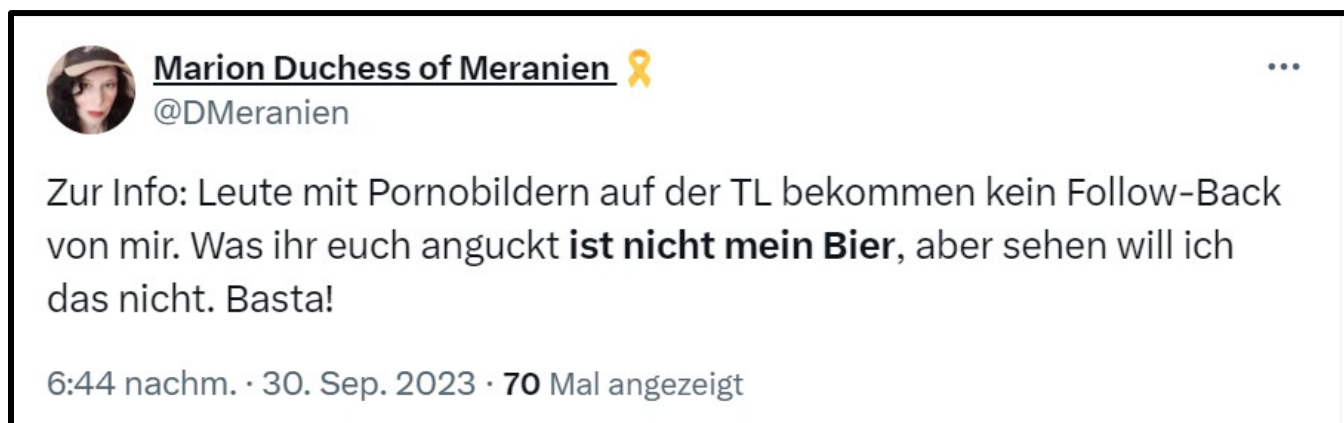 Marion Duchess of Meranien 🎗
@DMeranien
Zur Info: Leute mit Pornobildern auf der TL bekommen kein Follow-Back
von mir. Was ihr euch anguckt ist nicht mein Bier, aber sehen will ich
das nicht. Basta!
6:44 nachm. · 30. Sep. 2023 · 70 Mal angezeigt